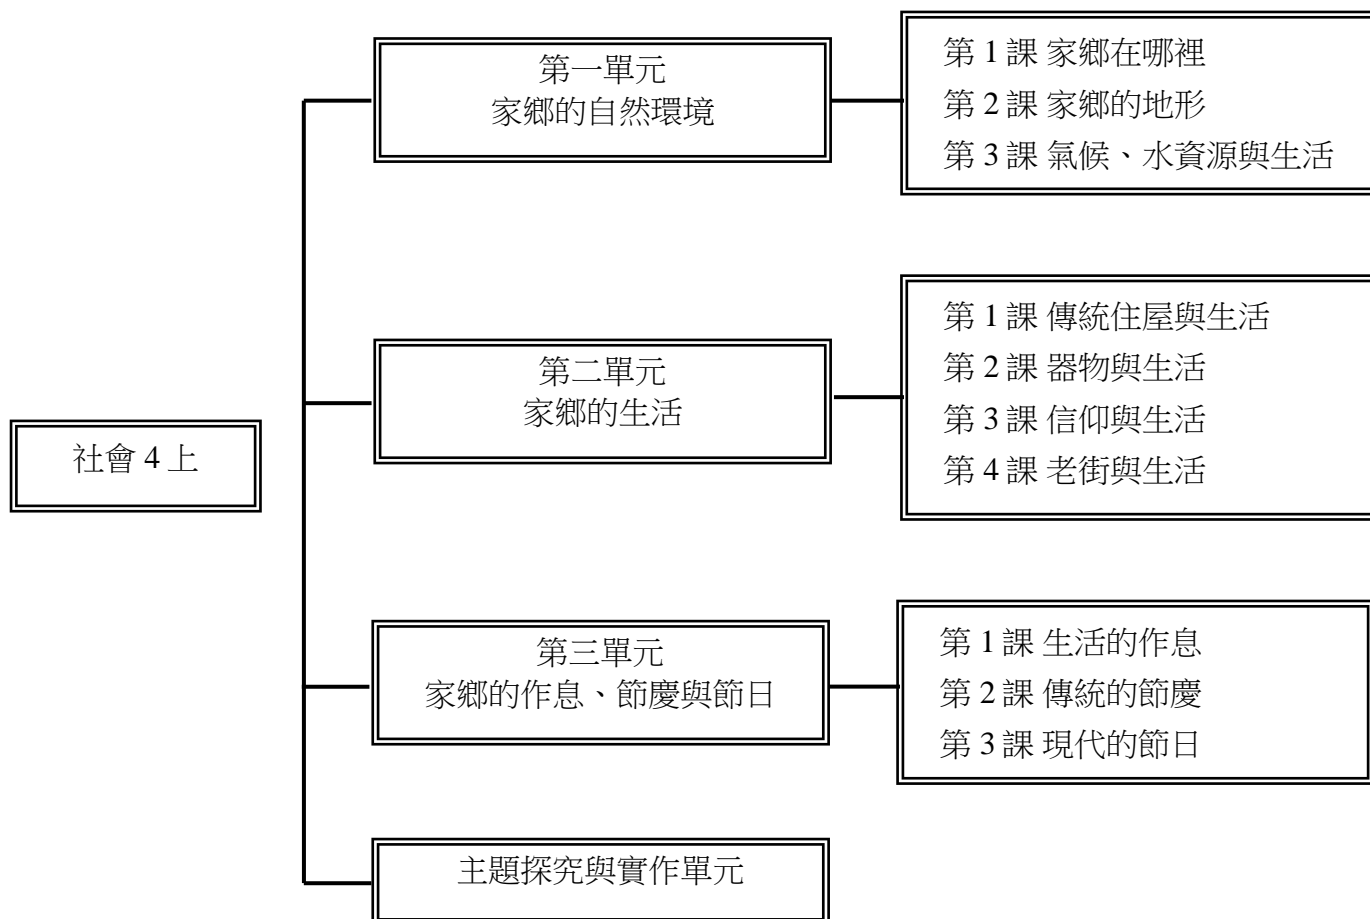 社會 4 上
第一單元
家鄉的自然環境
第 1 課 家鄉在哪裡
第 2 課 家鄉的地形
第 3 課 氣候、水資源與生活
第二單元
家鄉的生活
第 1 課 傳統住屋與生活
第 2 課 器物與生活
第 3 課 信仰與生活
第 4 課 老街與生活
第三單元
家鄉的作息、節慶與節日
第 1 課 生活的作息
第 2 課 傳統的節慶
第 3 課 現代的節日
主題探究與實作單元